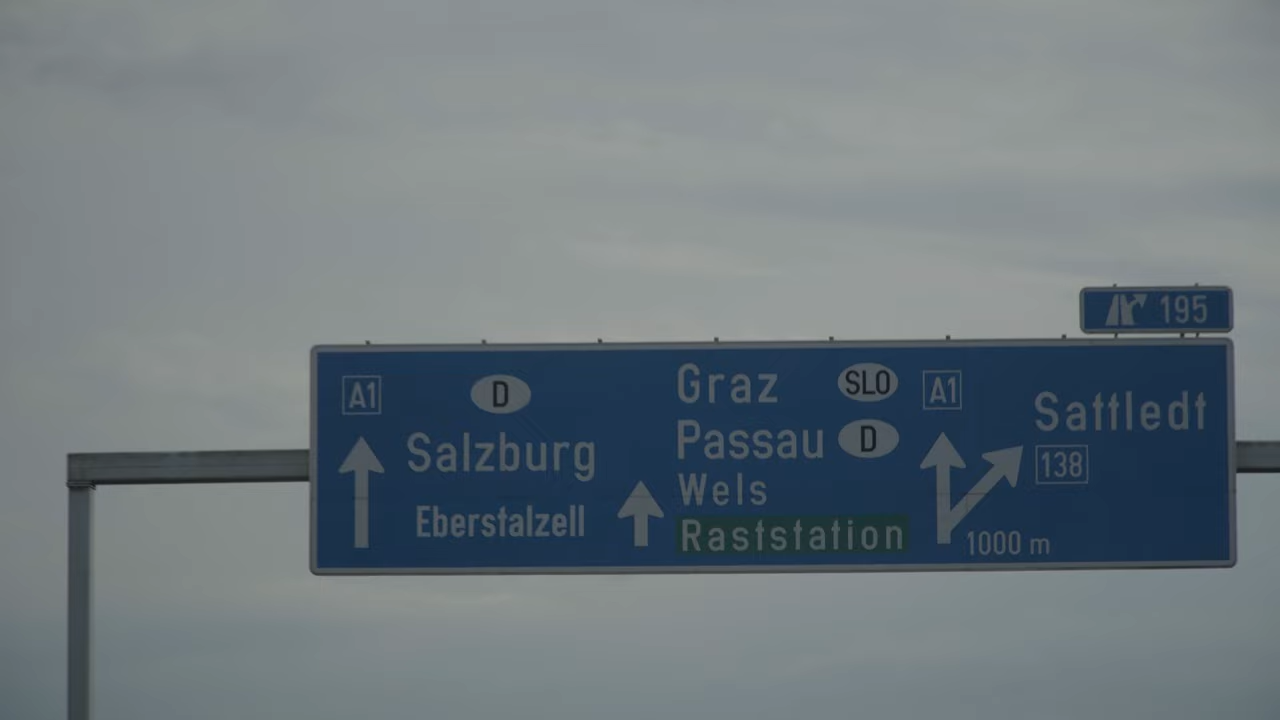 195
A1
D
Salzburg
Eberstalzell
Graz SLO
Passau D
Wels
Raststation
A1
Sattledt
138
1000 m